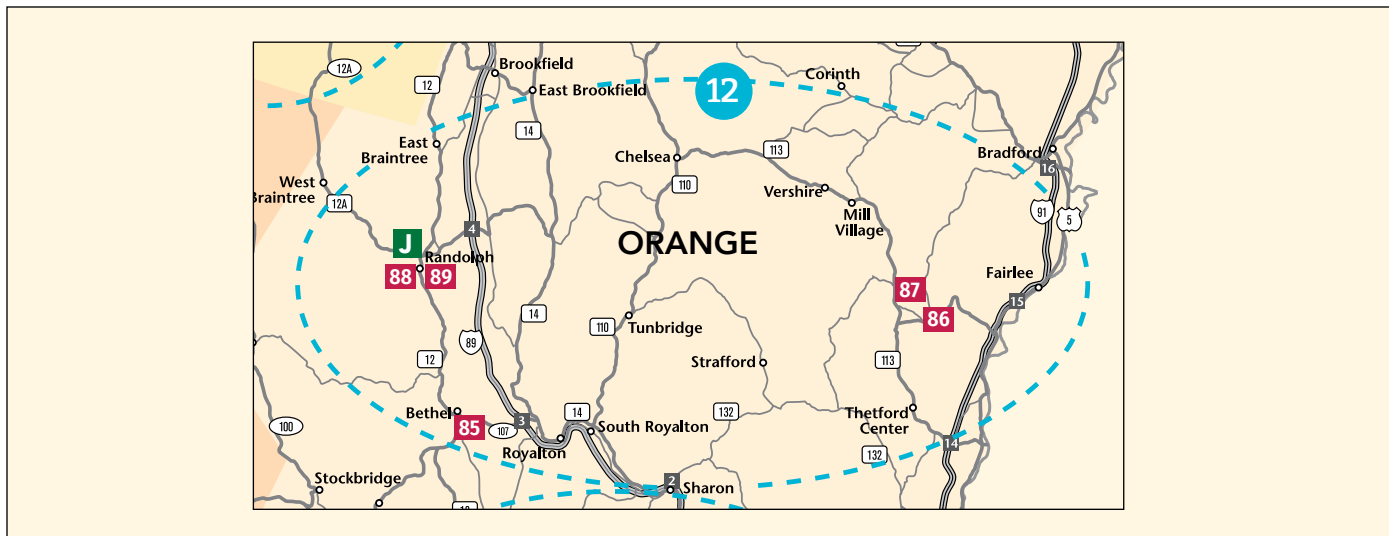 12A
12
Brookfield
East Brookfield
12
Corinth
14
East
Braintree
Chelsea
113
Bradford
16
West
Braintree
12A
110
Vershire
Mill
Village
91
5
4
J
Randolph
ORANGE
88
89
Fairlee
87
15
86
14
110
Tunbridge
89
12
Strafford
113
Bethel
85
107
3
14
South Royalton
132
Thetford
Center
100
Royalton
14
132
Stockbridge
2
Sharon